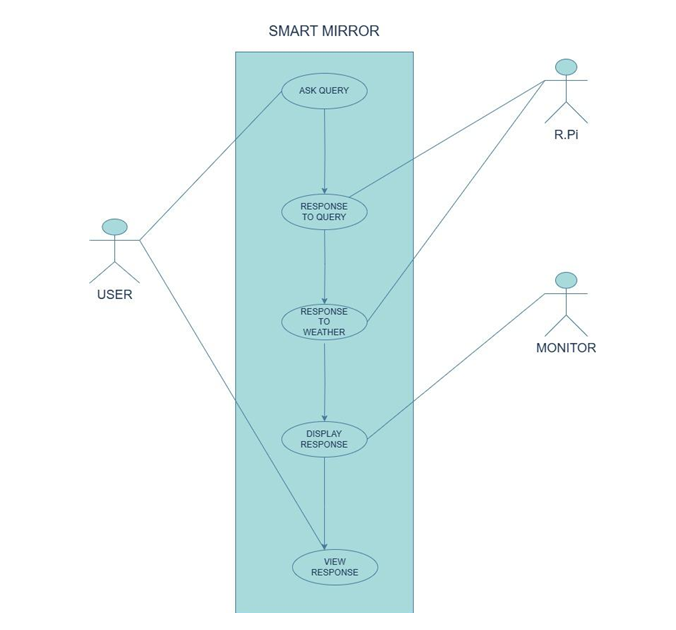 SMART MIRROR
ASK QUERY
R.Pi
RESPONSE
TO QUERY
USER
RESPONSE
TO
WEATHER
MONITOR
DISPLAY
RESPONSE
VIEW
RESPONSE